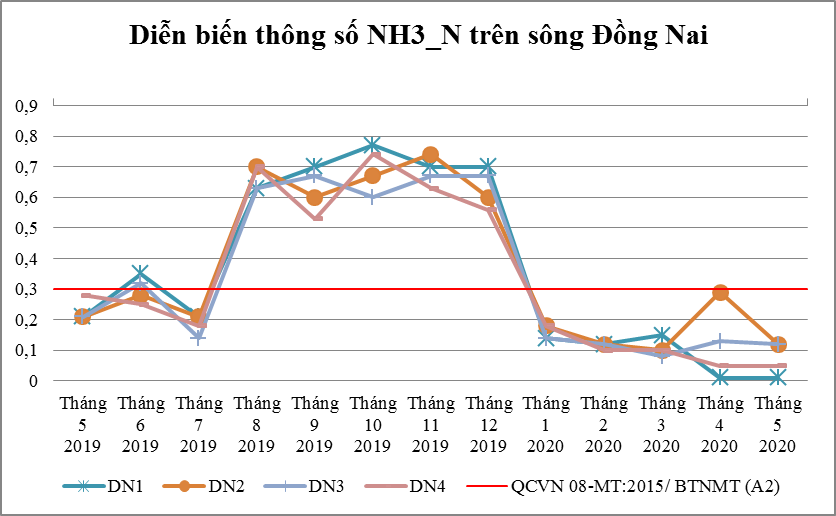 Diễn biến thông số NH3_N trên sông Đồng Nai
0,9
0,8
0,7
0,6
0,5
0,4
0,3
0,2
0,1
0
Tháng Tháng Tháng Tháng Tháng Tháng Tháng Tháng Tháng Tháng Tháng Tháng Tháng
5 6 7 8 9 10 11 12 1 2 3 4 5
2019 2019 2019 2019 2019 2019 2019 2019 2020 2020 2020 2020 2020
DN1 DN2 DN3 DN4 QCVN 08-MT:2015/ BTNMT (A2)